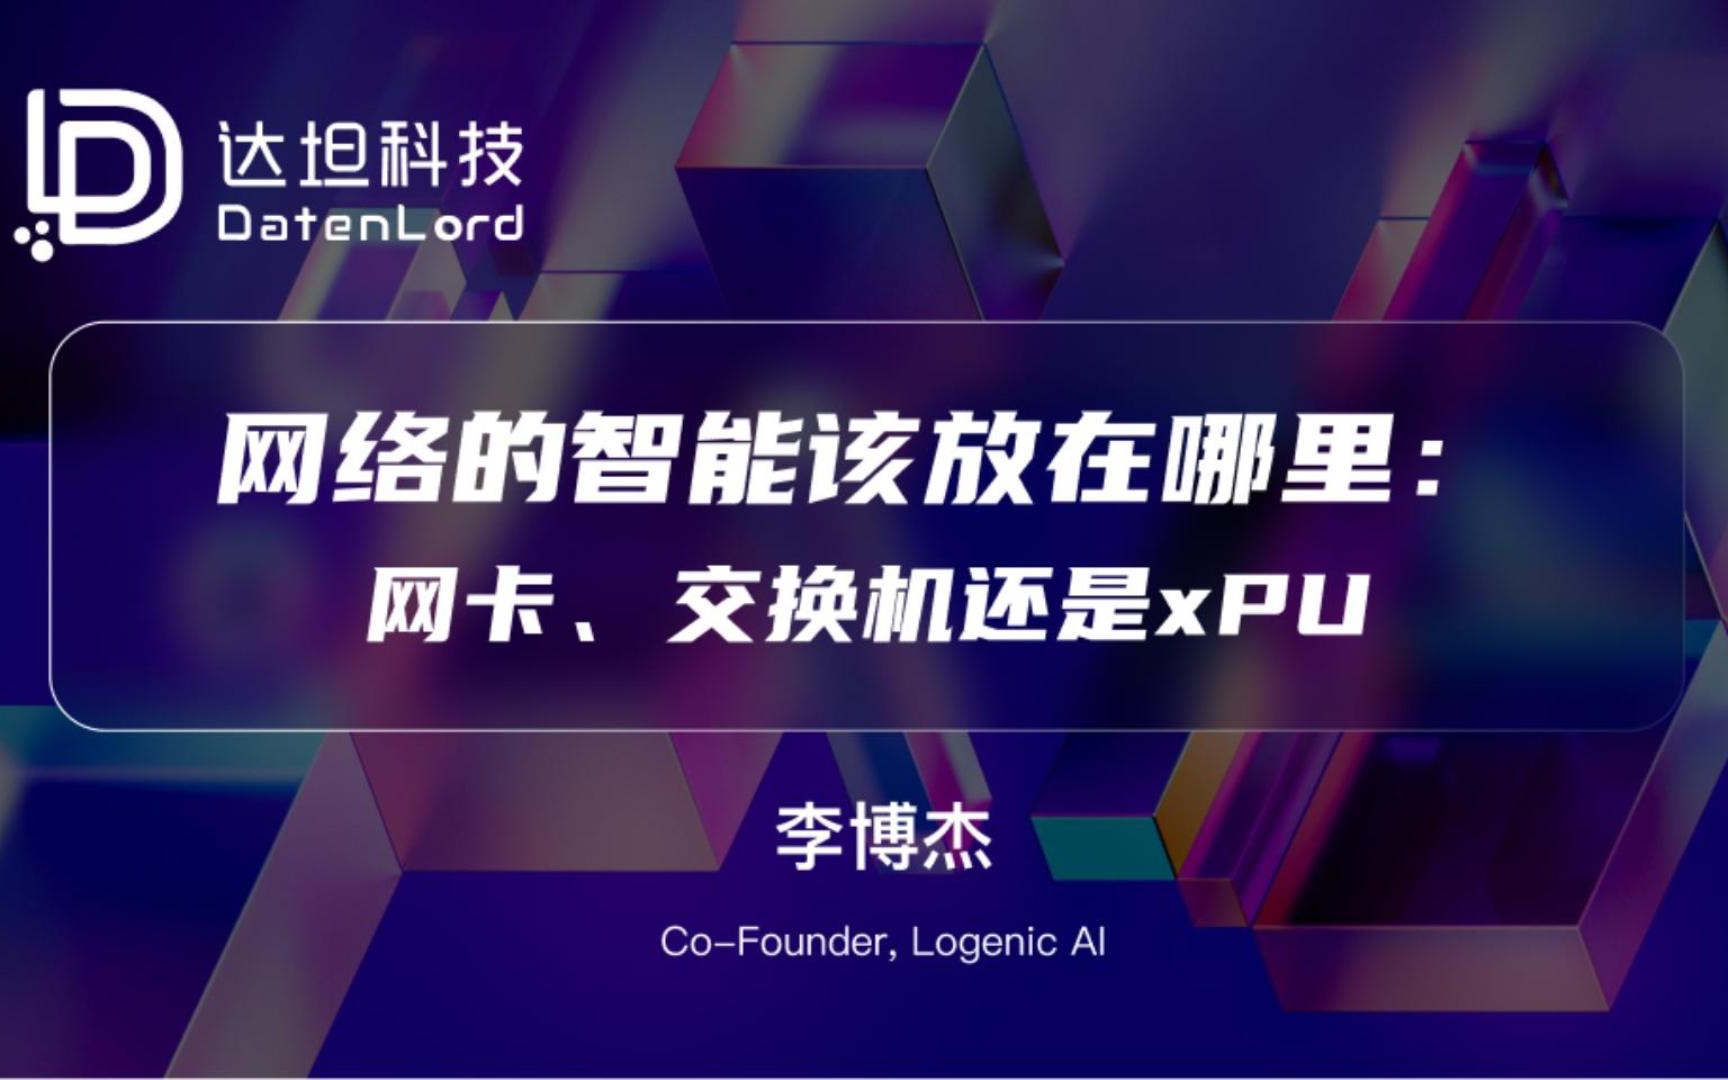 达坦科技
DatenLord
网络的智能该放在哪里：
网卡、交换机还是xPU
李博杰
Co-Founder, Logenic AI